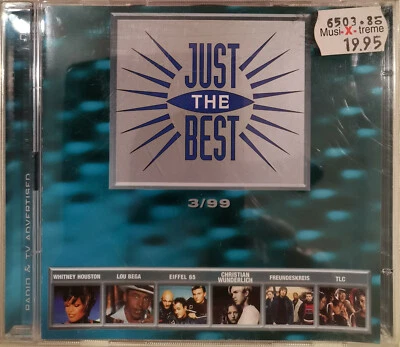 6503.80
Musi-X-treme
19.95
JUST
THE
BEST
3/99
RADIO & TV ADVERTISED
WHITNEY HOUSTON
LOU BEGA
EIFFEL 65
CHRISTIAN
WUNDERLICH
FREUNDESKREIS
TLC